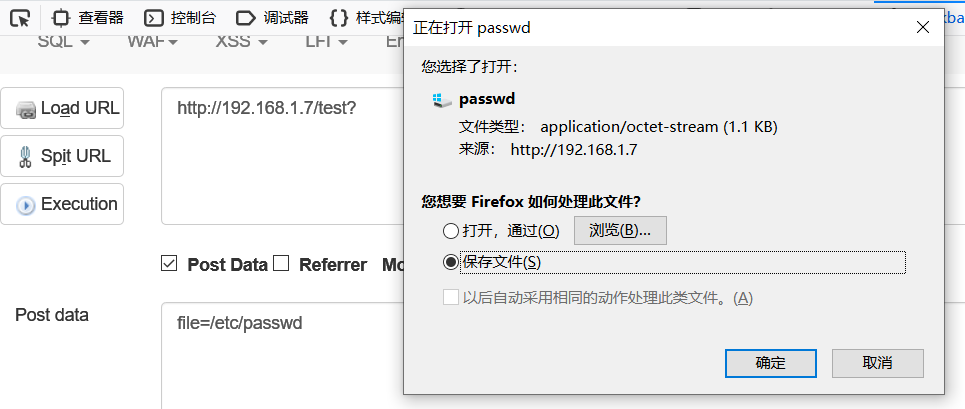 查看器 控制台 调试器 样式编辑
SQL WAF XSS LFI
Load URL
Spit URL
Execution
http://192.168.1.7/test?
Post Data Referrer
Post data
file=/etc/passwd
正在打开 passwd
您选择了打开：
passwd
文件类型： application/octet-stream (1.1 KB)
来源： http://192.168.1.7
您想要 Firefox 如何处理此文件？
打开，通过(O) 浏览(B)...
保存文件(S)
以后自动采用相同的动作处理此类文件。(A)
确定 取消